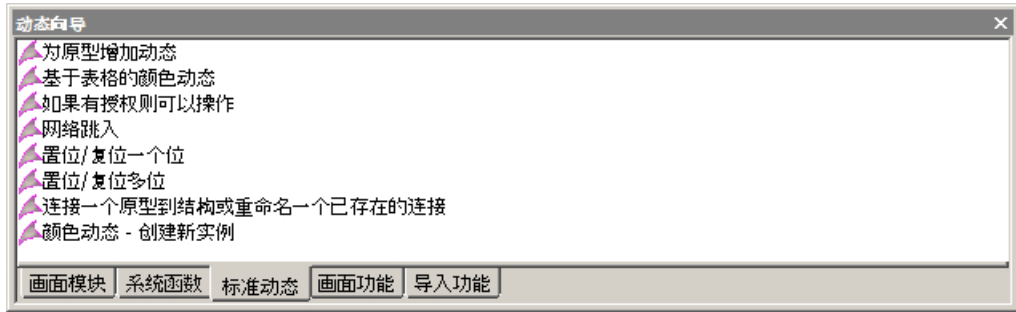 动态向导
为原型增加动态
基于表格的颜色动态
如果有授权则可以操作
网络跳入
置位/复位一个位
置位/复位多位
连接一个原型到结构或重命名一个已存在的连接
颜色动态 - 创建新实例
画面模块 系统函数 标准动态 画面功能 导入功能